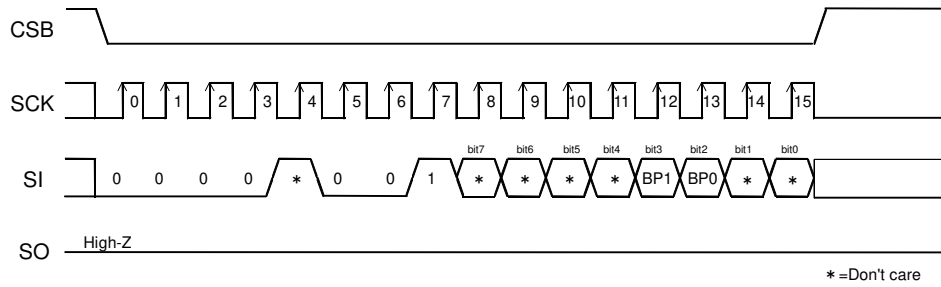 CSB
SCK 0 1 2 3 4 5 6 7 8 9 10 11 12 13 14 15
bit7 bit6 bit5 bit4 bit3 bit2 bit1 bit0
SI 0 0 0 0 * 0 0 1 * * * * BP1 BP0 * *
SO High-Z
* =Don't care